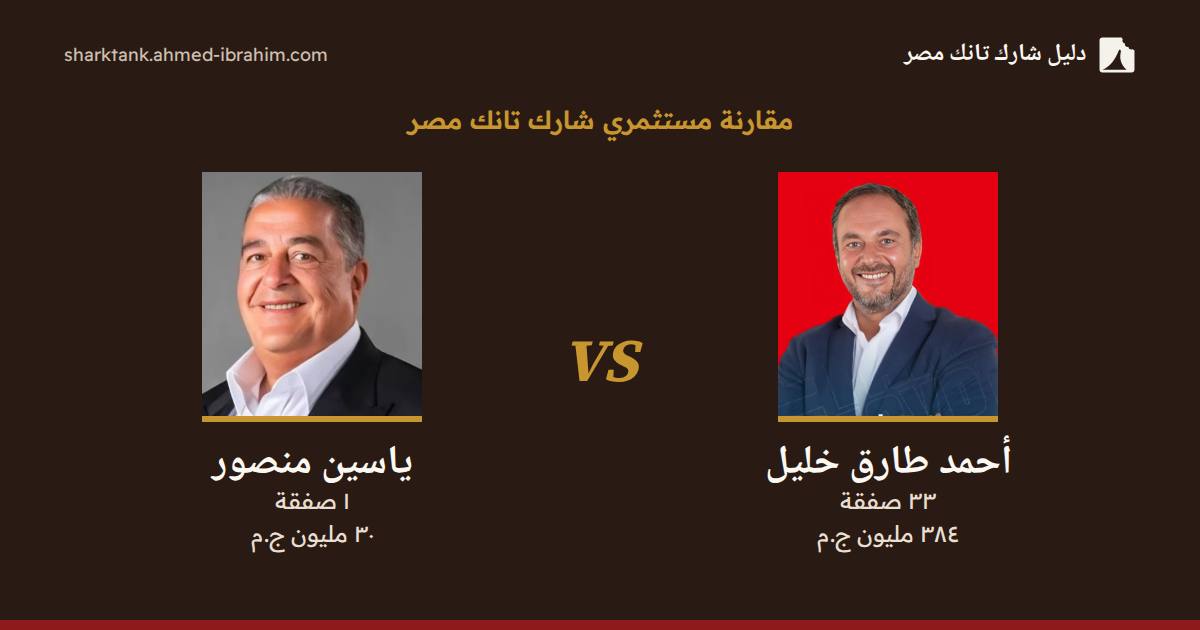 دليل شارك تانك مصر
sharktank.ahmed-ibrahim.com
مقارنة مستثمري شارك تانك مصر
VS
أحمد طارق خليل
٣٣ صفقة
٣٨٤ مليون ج.م
ياسين منصور
١ صفقة
٣٠ مليون ج.م